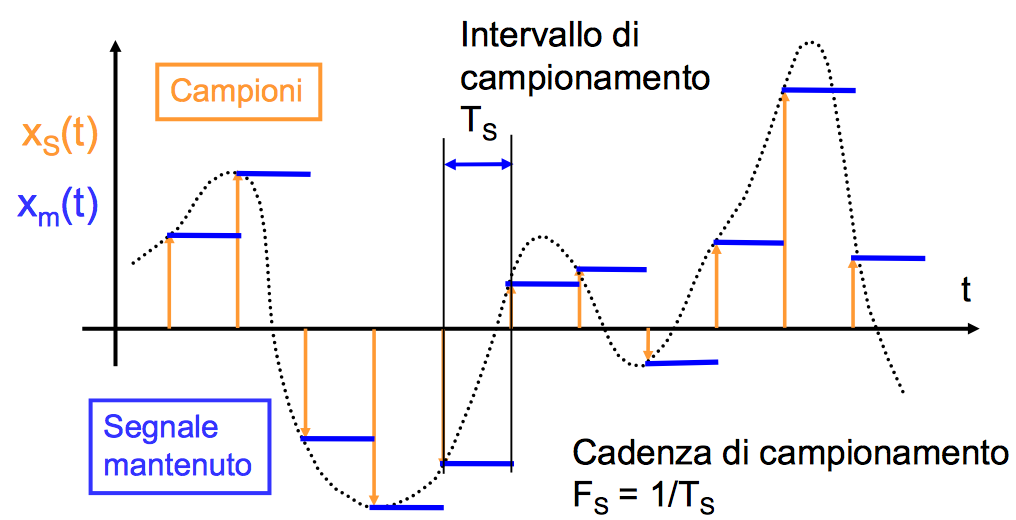 Intervallo di
campionamento
T_S
Campioni
x_S(t)
x_m(t)
t
Segnale
mantenuto
Cadenza di campionamento
F_S = 1/T_S